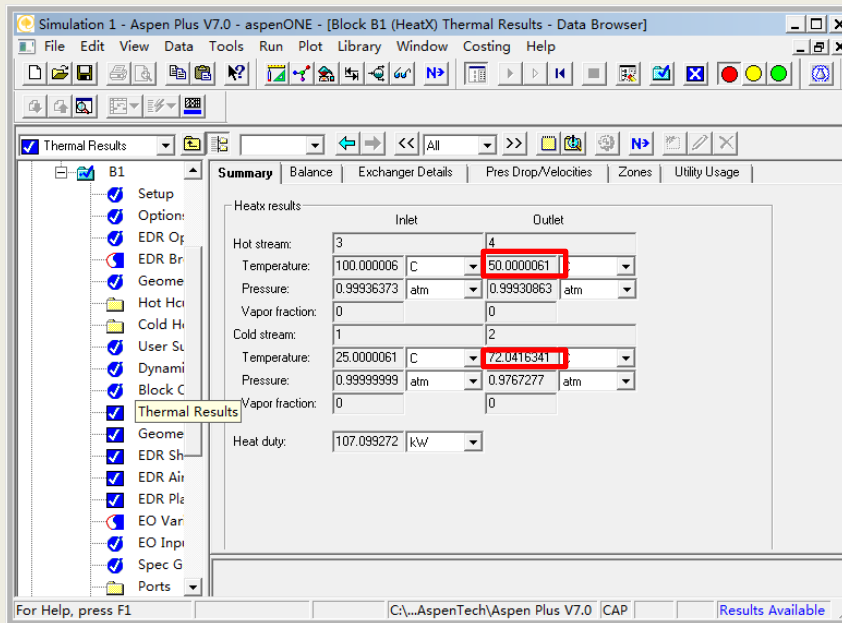 Simulation 1 - Aspen Plus V7.0 - aspenONE - [Block B1 (HeatX) Thermal Results - Data Browser]
File Edit View Data Tools Run Plot Library Window Costing Help
N>
Thermal Results << All >> N>
B1
Setup
Options
EDR Op
EDR Br
Geome
Hot Hcu
Cold H
User Su
Dynami
Block C
Thermal Results
Geome
EDR Sh
EDR Air
EDR Pla
EO Var
EO Inpu
Spec G
Ports
Summary Balance Exchanger Details Pres Drop/Velocities Zones Utility Usage
Heatx results
Inlet Outlet
Hot stream: 3 4
Temperature: 100.000006 C 50.0000061 C
Pressure: 0.99936373 atm 0.99930863 atm
Vapor fraction: 0 0
Cold stream: 1 2
Temperature: 25.0000061 C 72.0416341 C
Pressure: 0.99999999 atm 0.9767277 atm
Vapor fraction: 0 0
Heat duty: 107.099272 kW
For Help, press F1 C:\...AspenTech\Aspen Plus V7.0 CAP Results Available